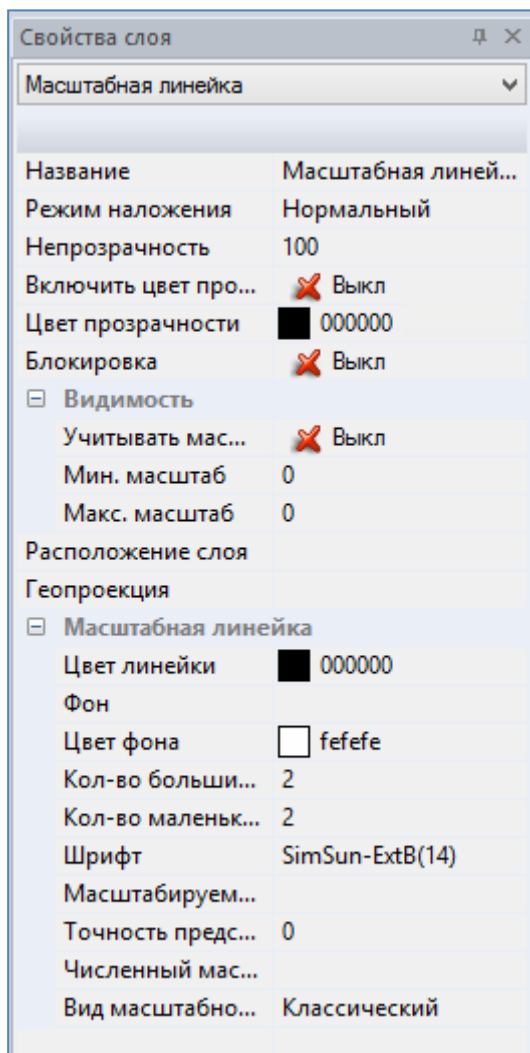 Свойства слоя
Масштабная линейка
Название Масштабная линей...
Режим наложения Нормальный
Непрозрачность 100
Включить цвет про... Выкл
Цвет прозрачности 000000
Блокировка Выкл
Видимость
Учитывать мас... Выкл
Мин. масштаб 0
Макс. масштаб 0
Расположение слоя
Геопроекция
Масштабная линейка
Цвет линейки 000000
Фон
Цвет фона fefefe
Кол-во больши... 2
Кол-во маленьк... 2
Шрифт SimSun-ExtB(14)
Масштабируем...
Точность предс... 0
Численный мас...
Вид масштабно... Классический